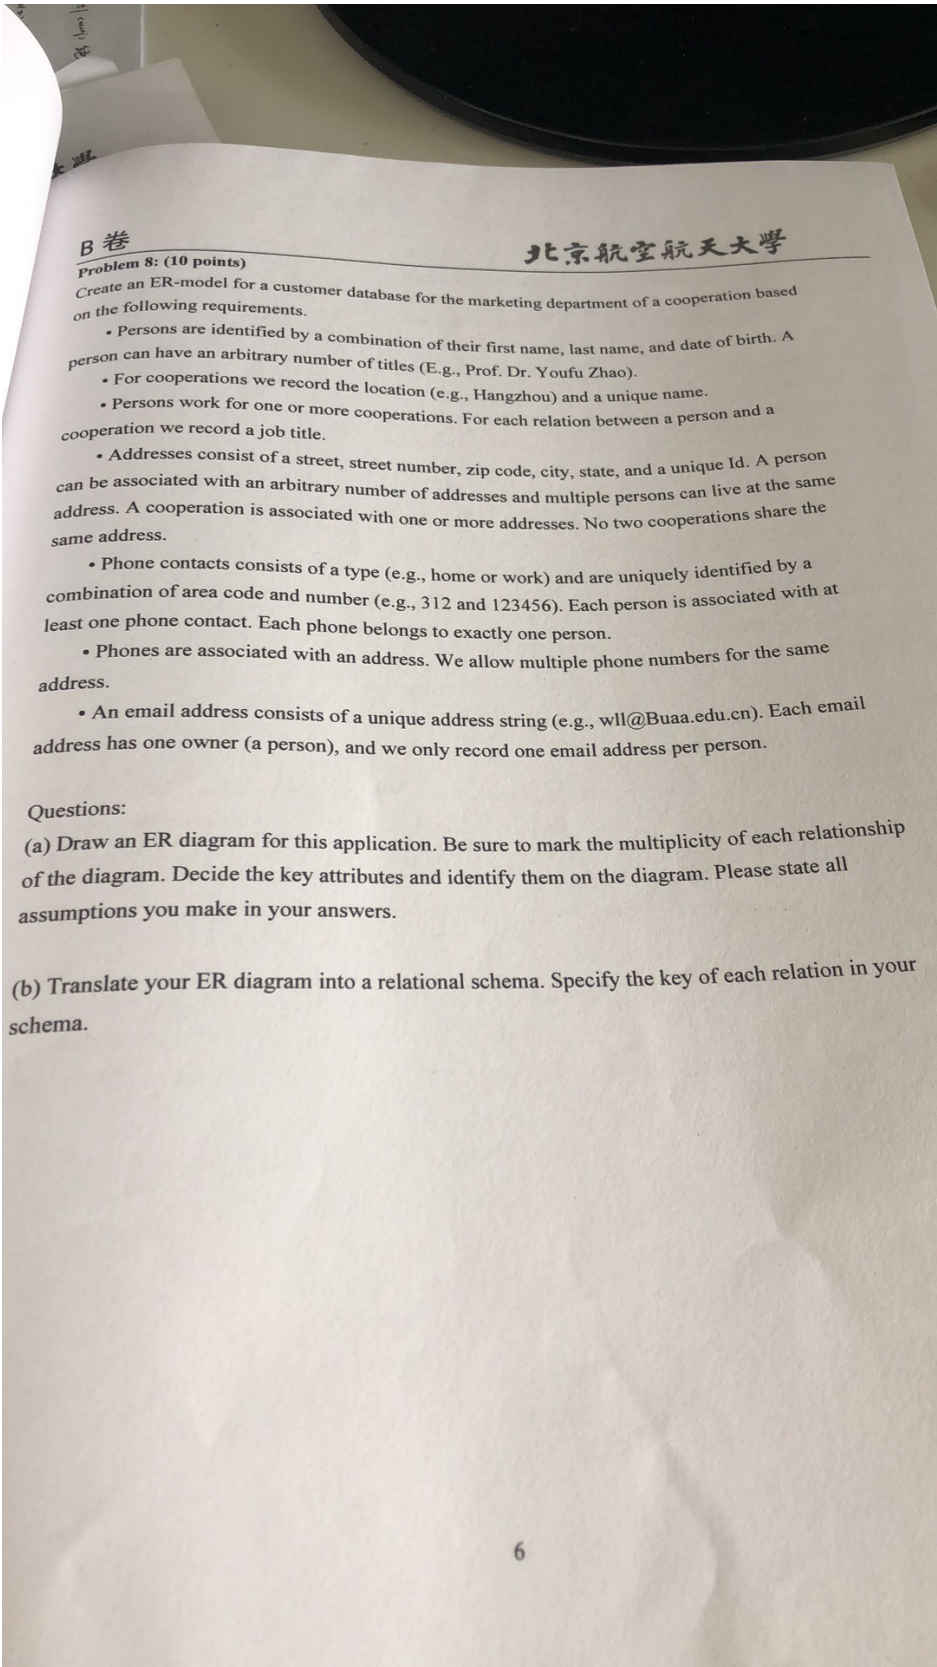 B 卷
北京航空航天大學
Problem 8: (10 points)
Create an ER-model for a customer database for the marketing department of a cooperation based
on the following requirements.
• Persons are identified by a combination of their first name, last name, and date of birth. A
person can have an arbitrary number of titles (E.g., Prof. Dr. Youfu Zhao).
• For cooperations we record the location (e.g., Hangzhou) and a unique name.
• Persons work for one or more cooperations. For each relation between a person and a
cooperation we record a job title.
• Addresses consist of a street, street number, zip code, city, state, and a unique Id. A person
can be associated with an arbitrary number of addresses and multiple persons can live at the same
address. A cooperation is associated with one or more addresses. No two cooperations share the
same address.
• Phone contacts consists of a type (e.g., home or work) and are uniquely identified by a
combination of area code and number (e.g., 312 and 123456). Each person is associated with at
least one phone contact. Each phone belongs to exactly one person.
• Phones are associated with an address. We allow multiple phone numbers for the same
address.
• An email address consists of a unique address string (e.g., wll@Buaa.edu.cn). Each email
address has one owner (a person), and we only record one email address per person.
Questions:
(a) Draw an ER diagram for this application. Be sure to mark the multiplicity of each relationship
of the diagram. Decide the key attributes and identify them on the diagram. Please state all
assumptions you make in your answers.
(b) Translate your ER diagram into a relational schema. Specify the key of each relation in your
schema.
6